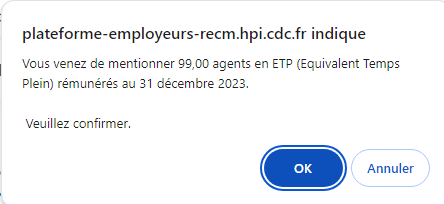 plateforme-employeurs-recm.hpi.cdc.fr indique
Vous venez de mentionner 99,00 agents en ETP (Equivalent Temps
Plein) rémunérés au 31 décembre 2023.
Veuillez confirmer.
OK
Annuler